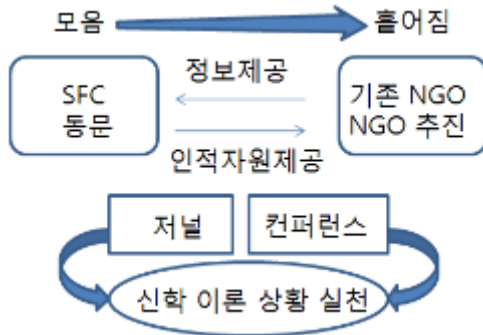 모음 흩어짐
정보제공
SFC
동문
기존 NGO
NGO 추진
인적자원제공
저널 컨퍼런스
신학 이론 상황 실천